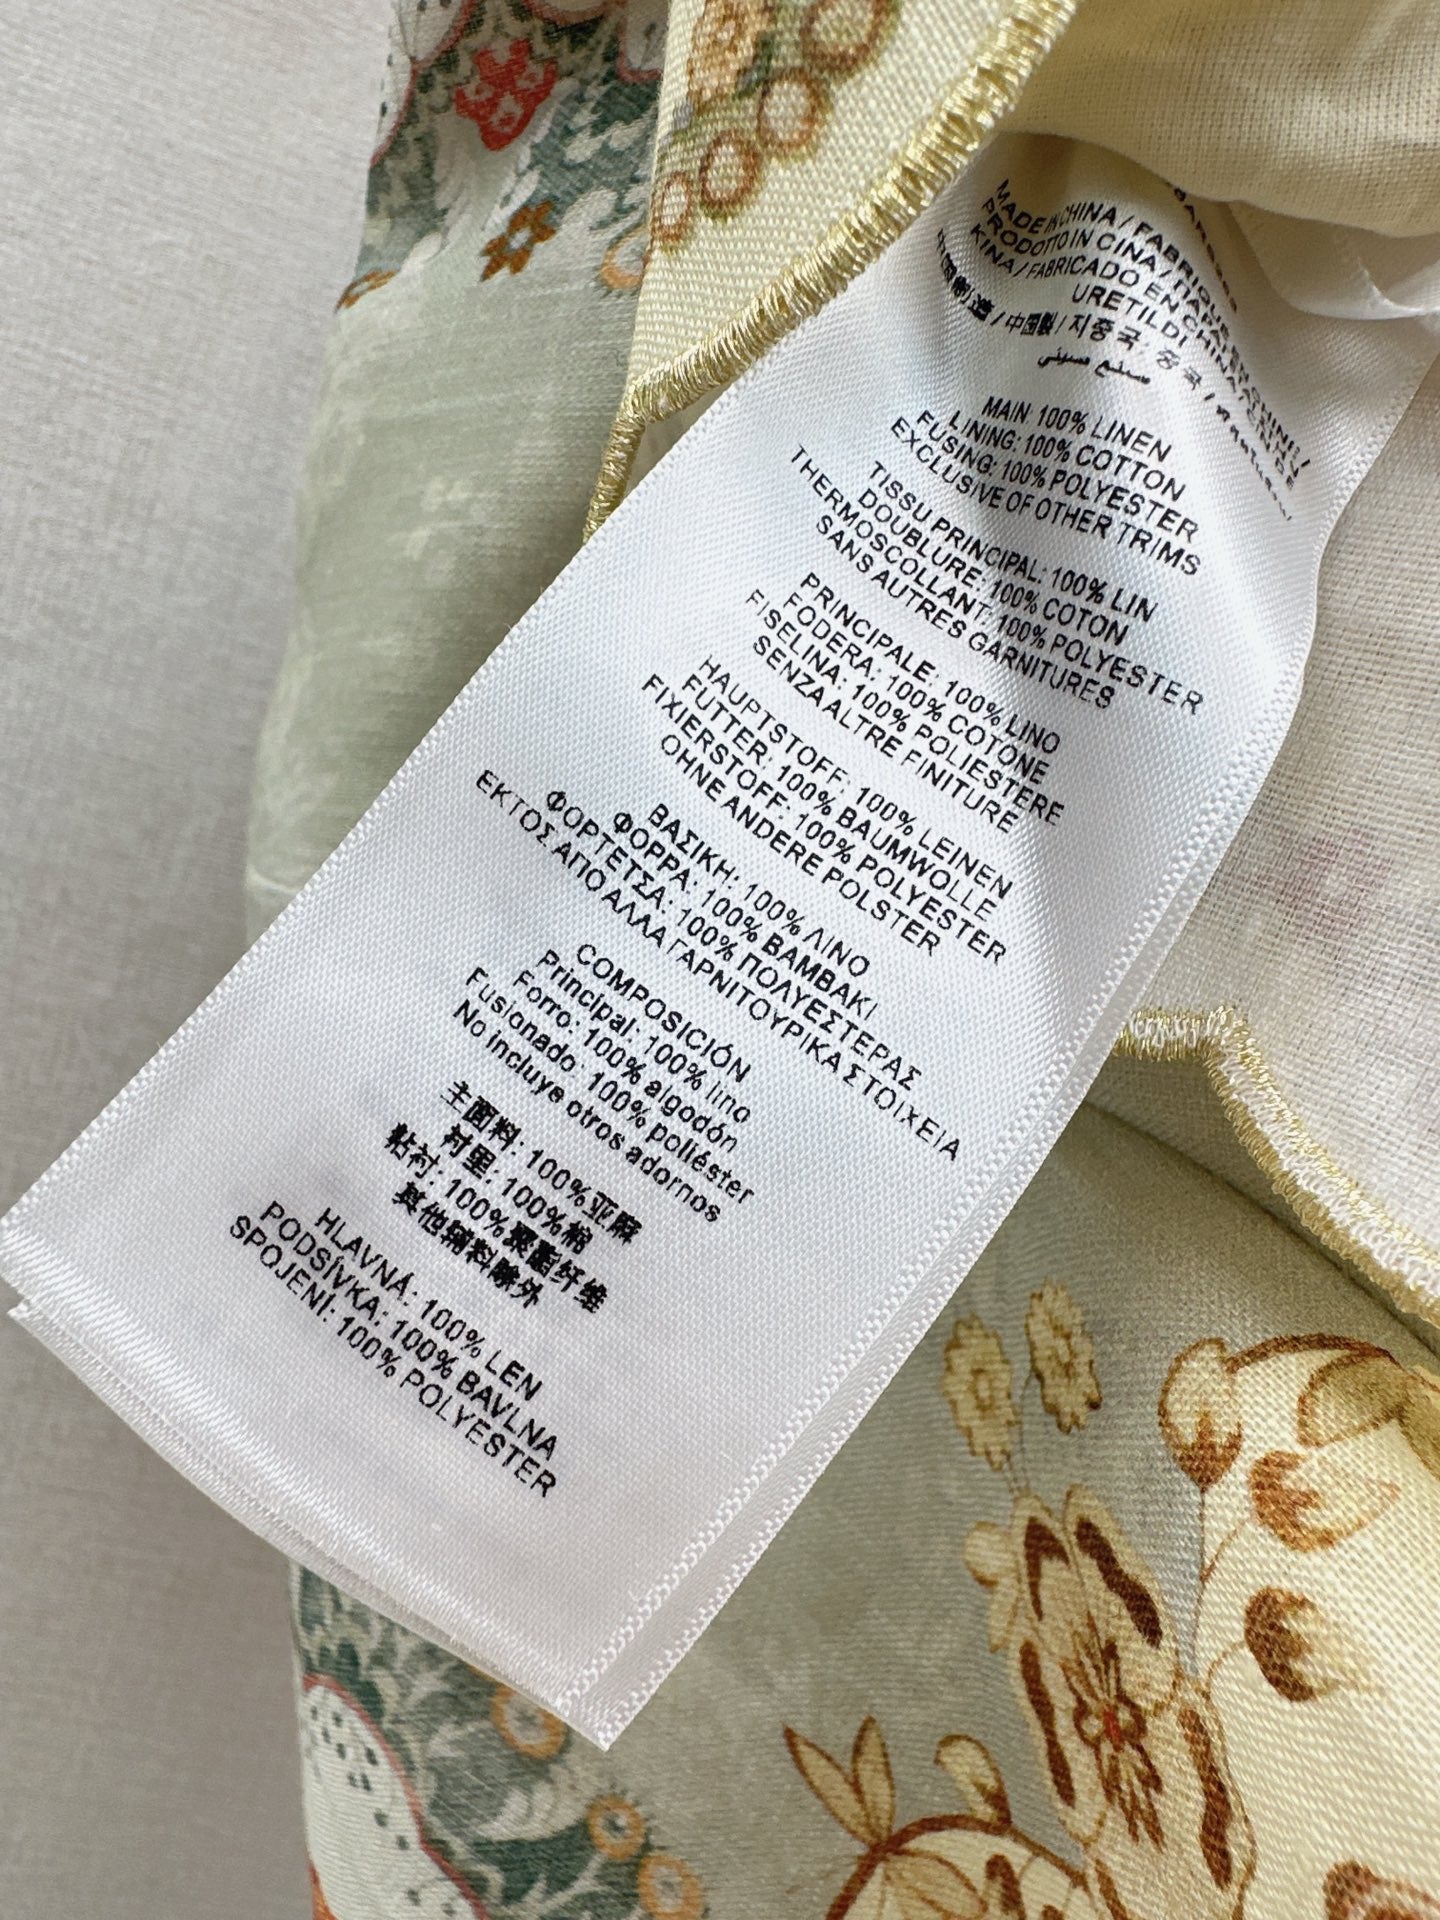 MADE IN CHINA / FABRIQUE EN CHINE /
PRODOTTO IN CINA / ΠΑΡΑ
KINA / FABRICADO EN CHINA /
URETILDI
中国制造 / 中国製 / 지중국 중국 /
صنع صيني
MAIN 100% LINEN
LINING: 100% COTTON
FUSING: 100% POLYESTER
EXCLUSIVE OF OTHER TRIMS
TISSU PRINCIPAL: 100% LIN
DOUBLURE: 100% COTON
THERMOSCOLLANT: 100% POLYESTER
SANS AUTRES GARNITURES
PRINCIPALE: 100% LINO
FODERA: 100% COTONE
FISELINA: 100% POLIESTERE
SENZA ALTRE FINITURE
HAUPTSTOFF: 100% LEINEN
FUTTER: 100% BAUMWOLLE
FIXIERSTOFF: 100% POLYESTER
OHNE ANDERE POLSTER
ΒΑΣΙΚΗ: 100% ΛΙΝΟ
ΦΟΡΡΑ: 100% ΒΑΜΒΑΚΙ
ΦΟΡΤΕΤΣΑ: 100% ΠΟΛΥΕΣΤΕΡΑΣ
ΕΚΤΟΣ ΑΠΟ ΑΛΛΑ ΓΑΡΝΙΤΟΥΡΙΚΑ ΣΤΟΙΧΕΙΑ
COMPOSICIÓN
Principal: 100% lino
Forro: 100% algodón
Fusionado: 100% poliéster
No incluye otros adornos
主面料: 100%亚麻
衬里: 100%棉
粘衬: 100%聚酯纤维
其他辅料除外
HLAVNÁ: 100% LEN
PODSÍVKA: 100% BAVLNA
SPOJENÍ: 100% POLYESTER